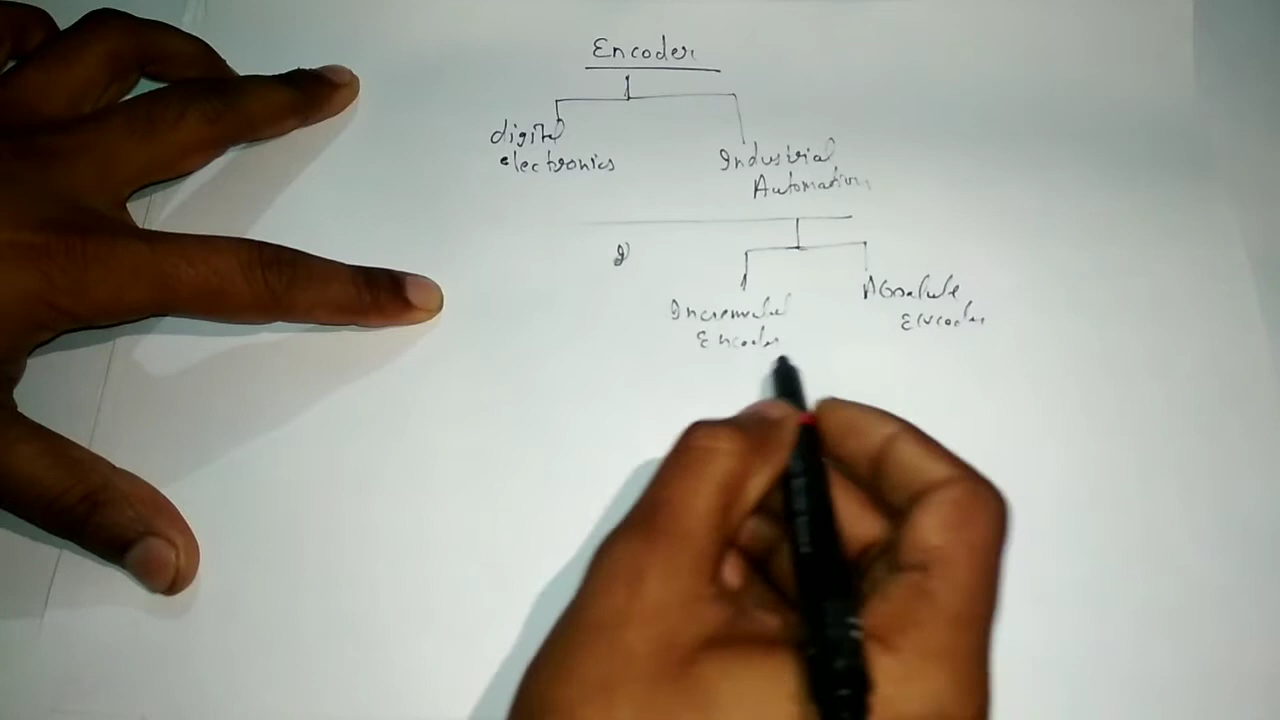 Encoder
digital
electronics
Industrial
Automation
Absolute
Encoder
Incremental
Encoder